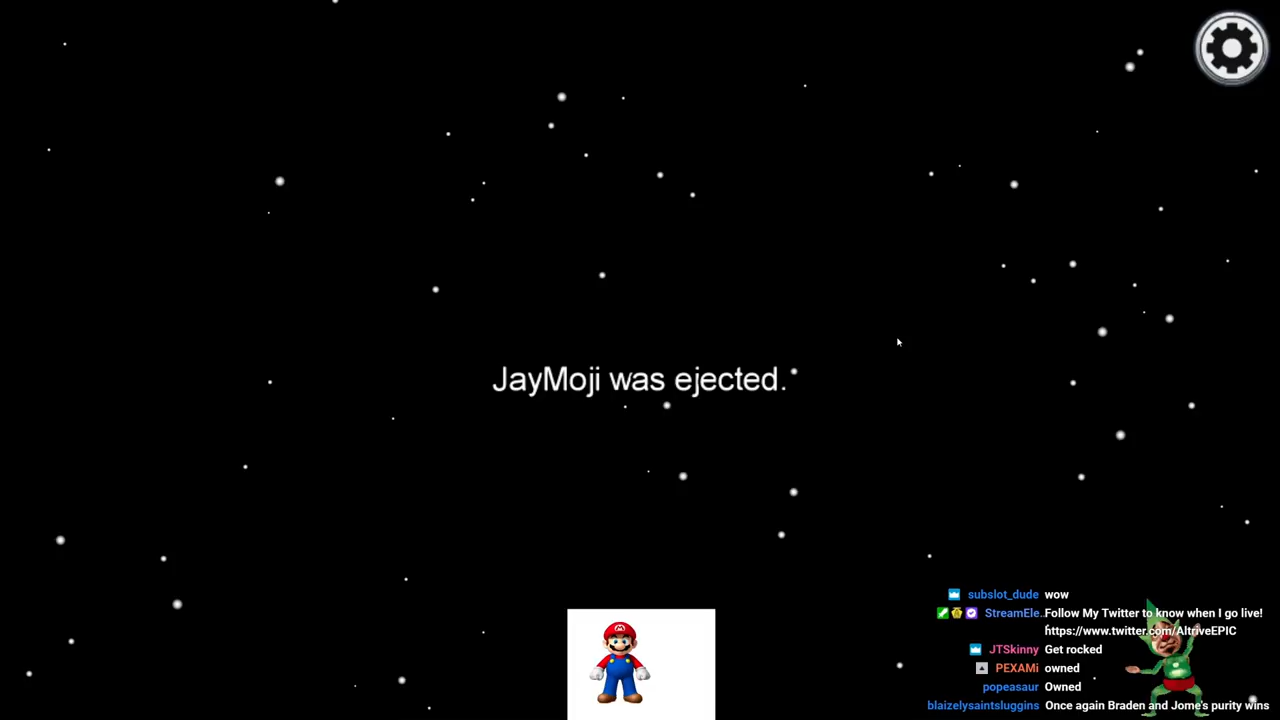 JayMoji was ejected.
subslot_dude wow
StreamEle.. Follow My Twitter to know when I go live!
https://www.twitter.com/AltriveEPIC
JTSkinny Get rocked
PEXAMi owned
popeasaur Owned
blaizelysaintsluggins Once again Braden and Jome's purity wins